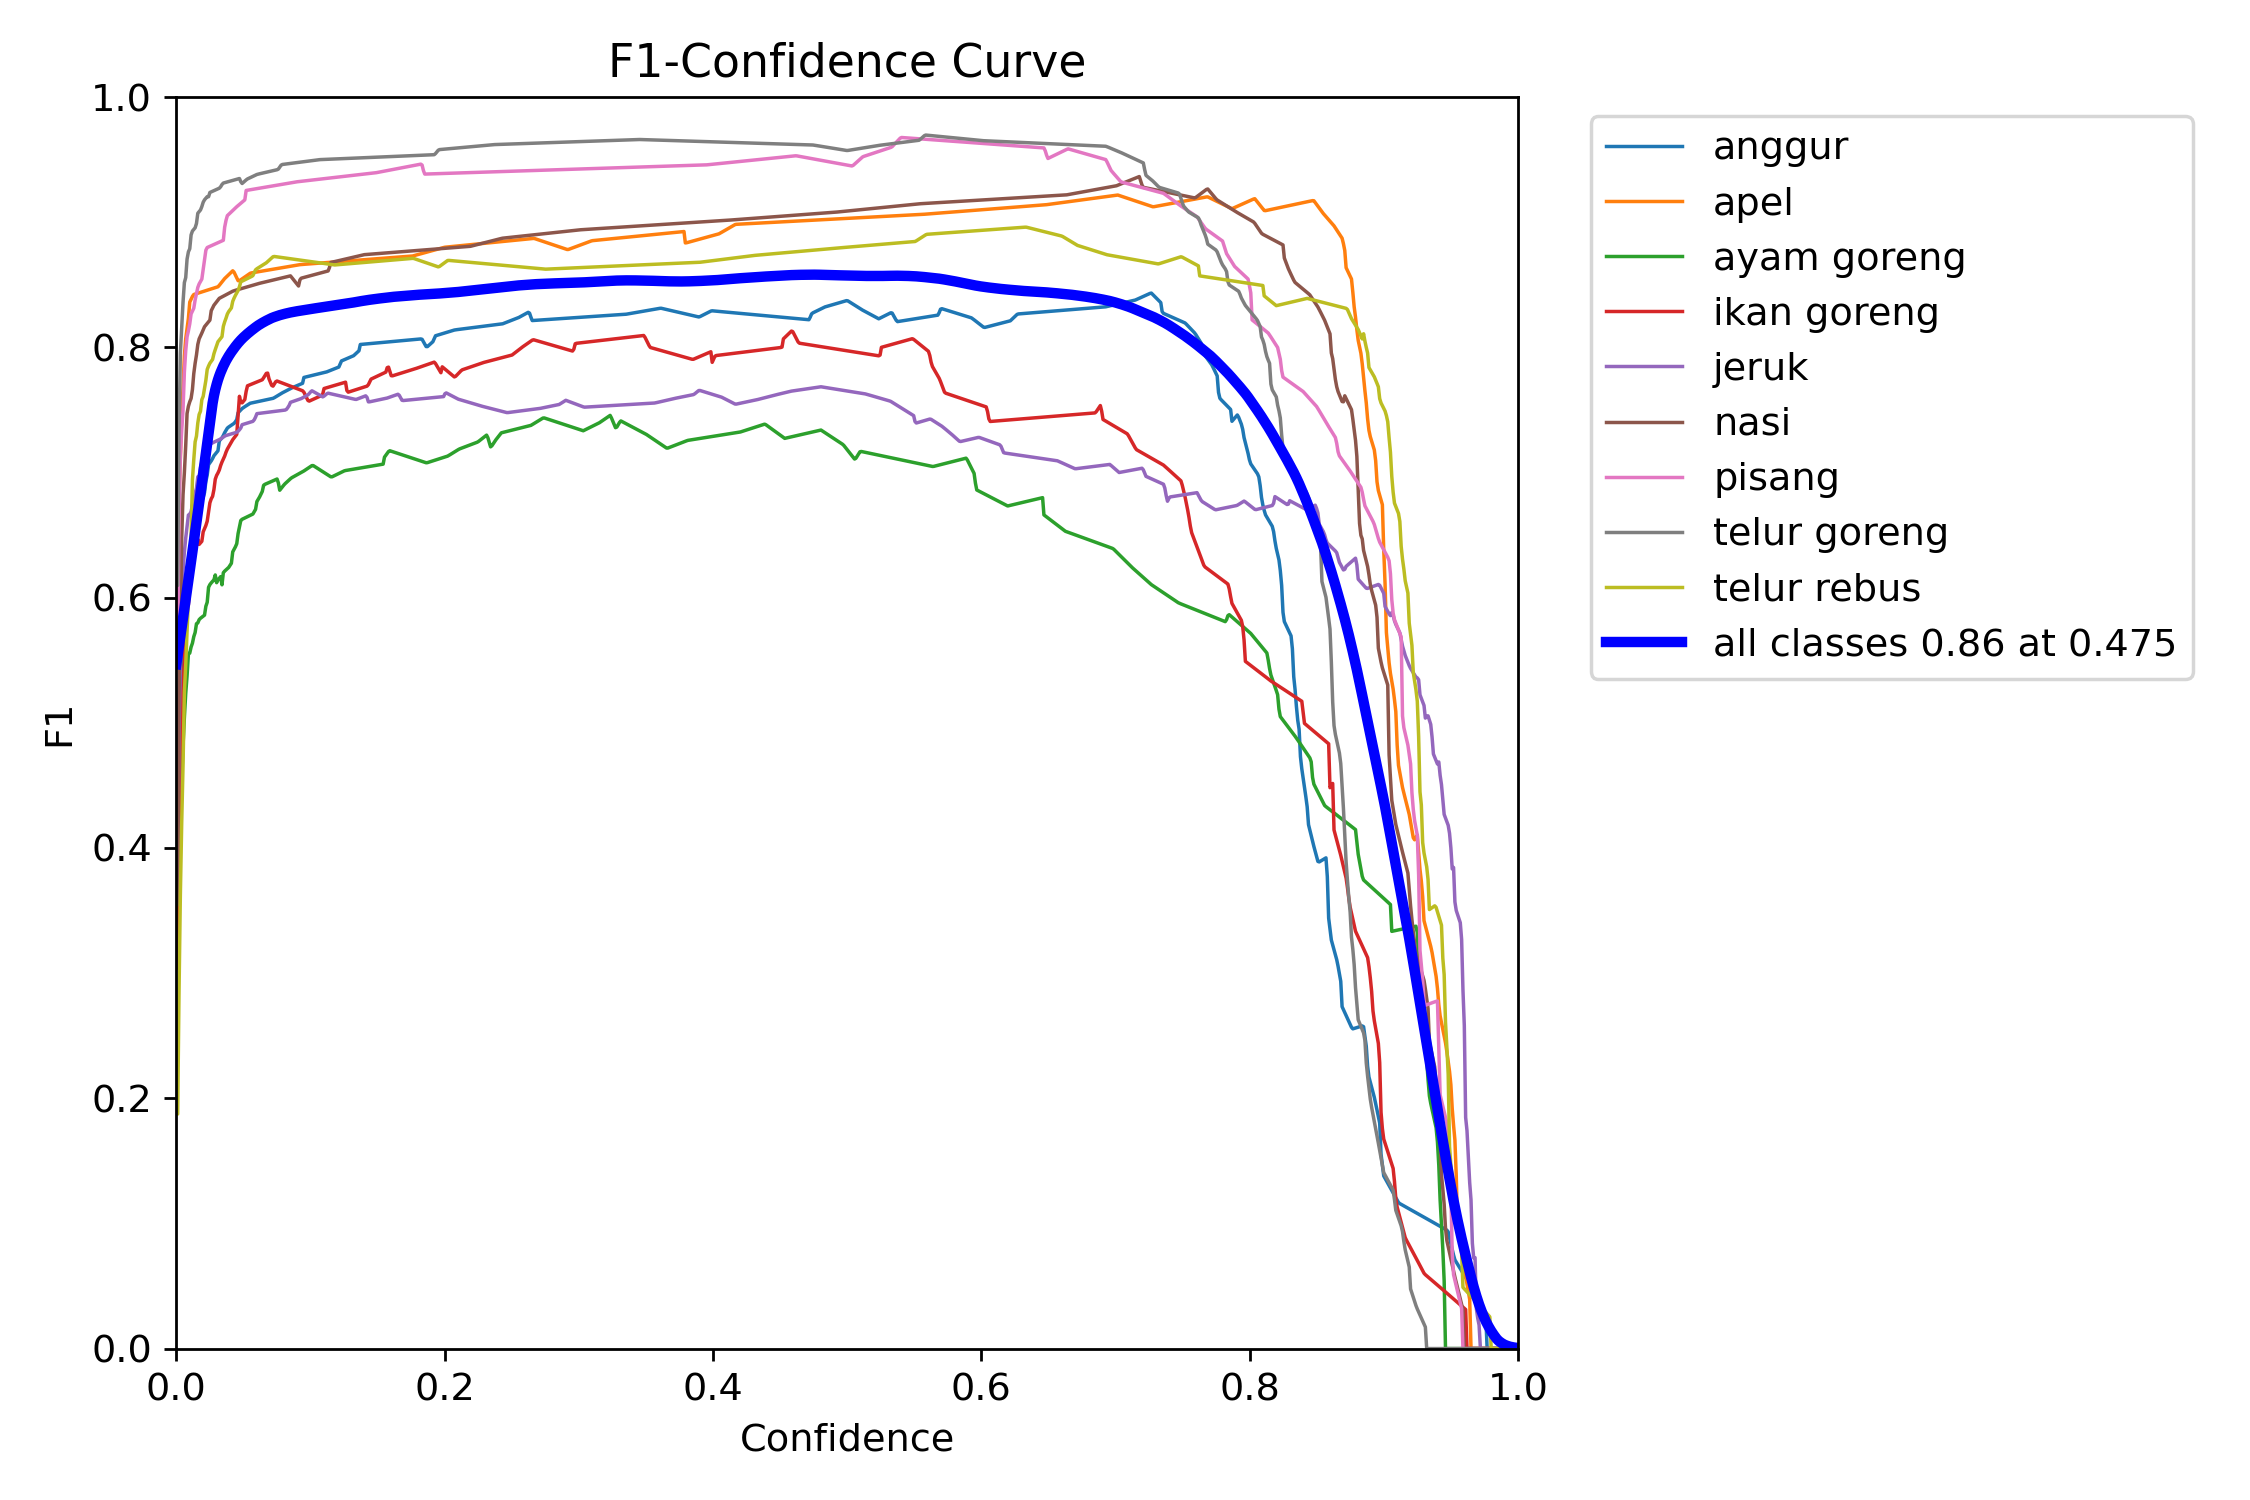 F1-Confidence Curve
1.0
0.8
0.6
0.4
0.2
0.0
F1
0.0
0.2
0.4
0.6
0.8
1.0
Confidence
anggur
apel
ayam goreng
ikan goreng
jeruk
nasi
pisang
telur goreng
telur rebus
all classes 0.86 at 0.475